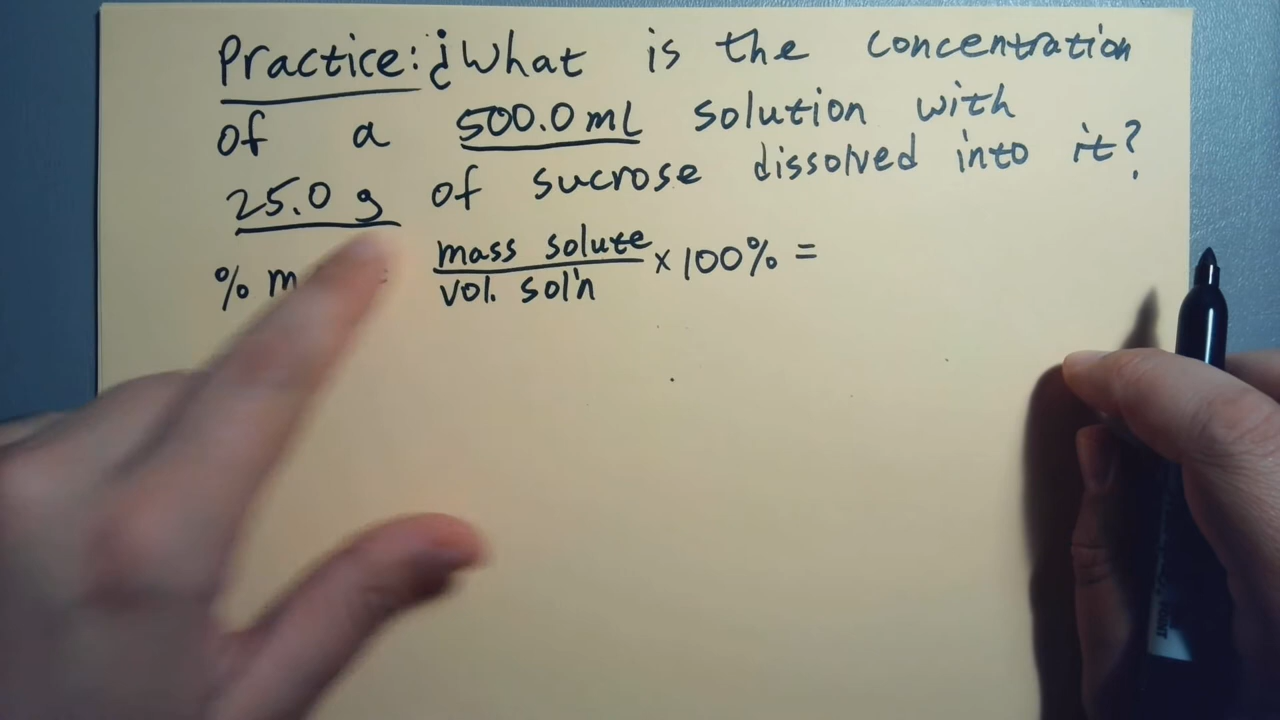 Practice: ¿What is the concentration
of a 500.0 mL solution with
25.0 g of sucrose dissolved into it?
% m mass solute / vol. sol'n x 100% =